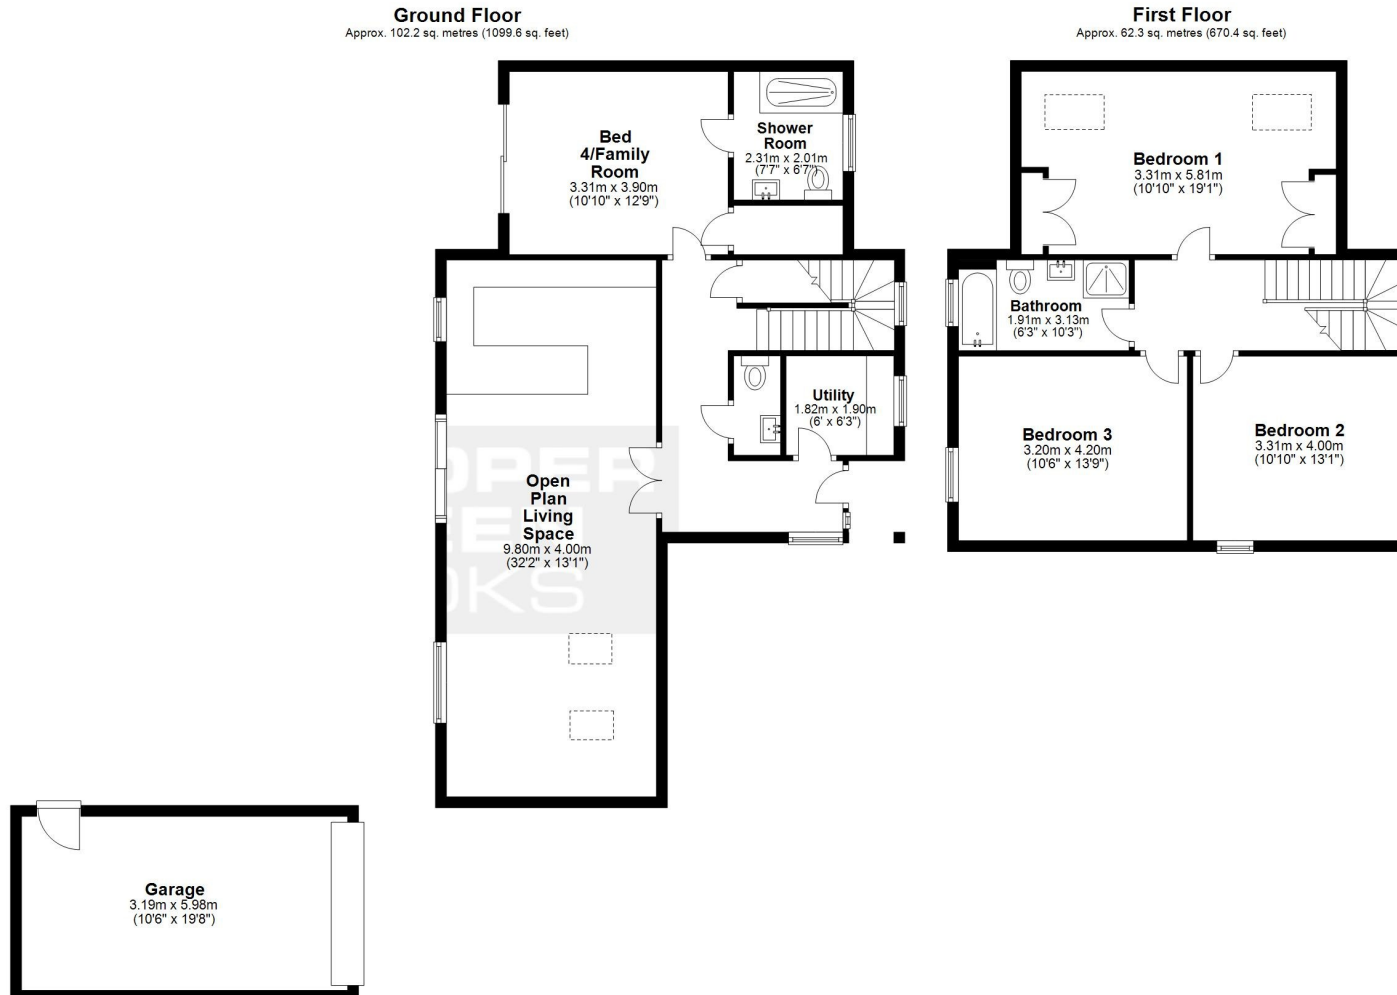 Ground Floor
Approx. 102.2 sq. metres (1099.6 sq. feet)
Bed
4/Family
Room
3.31m x 3.90m
(10'10" x 12'9")
Shower
Room
2.31m x 2.01m
(7'7" x 6'7")
Utility
1.82m x 1.90m
(6' x 6'3")
Open
Plan
Living
Space
9.80m x 4.00m
(32'2" x 13'1")
OPER
EEN
OKS
Garage
3.19m x 5.98m
(10'6" x 19'8")
First Floor
Approx. 62.3 sq. metres (670.4 sq. feet)
Bedroom 1
3.31m x 5.81m
(10'10" x 19'1")
Bathroom
1.91m x 3.13m
(6'3" x 10'3")
Bedroom 3
3.20m x 4.20m
(10'6" x 13'9")
Bedroom 2
3.31m x 4.00m
(10'10" x 13'1")